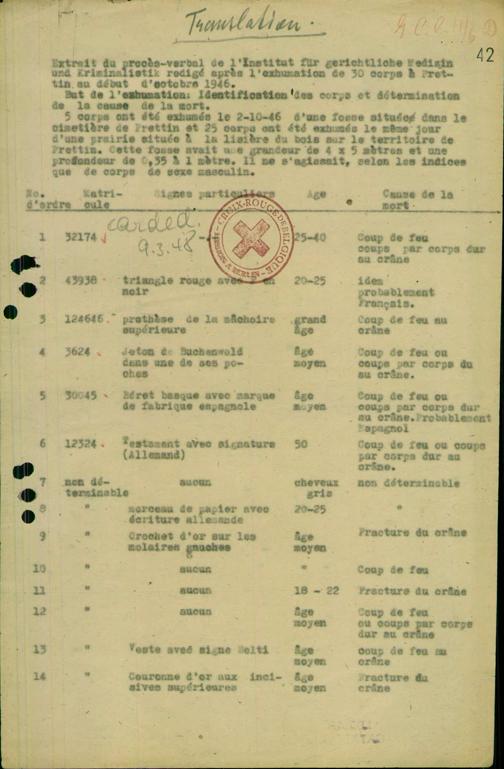 Translation.
42
Extrait du procès-verbal de l'Institut für gerichtliche Medigin
und Kriminalistik redigé après l'exhumation de 30 corps à Pret-
tin au début d'octobre 1946.
But de l'exhumation: Identification des corps et détermination
de la cause de la mort.
5 corps ont été exhumés le 2-10-46 d'une fosse située dans le
cimetière de Prettin et 25 corps ont été exhumés le même jour
d'une prairie située à la lisière du bois sur le territoire de
Prettin. Cette fosse avait une grandeur de 4 x 5 mètres et une
profondeur de 0,35 à 1 mètre. Il ne s'agissait, selon les indices
que de corps de sexe masculin.
No. Matri- Signes particuliers Age Cause de la
d'ordre cule mort
carded.
9.3.48
CROIX-ROUGE DE BELGIQUE
1 32174 25-40 Coup de feu
coups par corps dur
au crâne
2 43938 triangle rouge avec F en 20-25 idem
noir probablement
Français.
3 124646 prothèse de la mâchoire grand Coup de feu au
supérieure âge crâne
4 3624 Jeton de Buchenwold âge Coup de feu ou
dans une de ses po- moyen coups par corps du
ches au crâne.
5 30045 Béret basque avec marque âge Coup de feu ou
de fabrique espagnole moyen coups par corps dur
au crâne.Probablement
Espagnol
6 12324 Testament avec signature 50 Coup de feu ou coups
(Allemand) par corps dur au
crâne.
7 non dé- aucun cheveux non déterminable
terminable gris
8 " morceau de papier avec 20-25 "
écriture allemande
9 " Crochet d'or sur les âge Fracture du crâne
molaires gauches moyen
10 " aucun " Coup de feu
11 " aucun 18 - 22 Fracture du crâne
12 " aucun âge Coup de feu
moyen ou coups par corps
dur au crâne
13 " Veste aveć signe Melti âge coup de feu au
moyen crâne
14 " Couronne d'or aux inci- âge Fracture du
sives supérieures moyen crâne